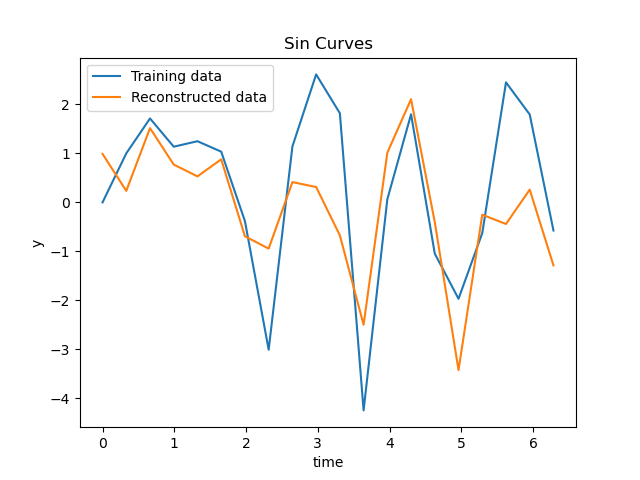 Sin Curves
Training data
Reconstructed data
2
1
0
−1
−2
−3
−4
y
0 1 2 3 4 5 6
time